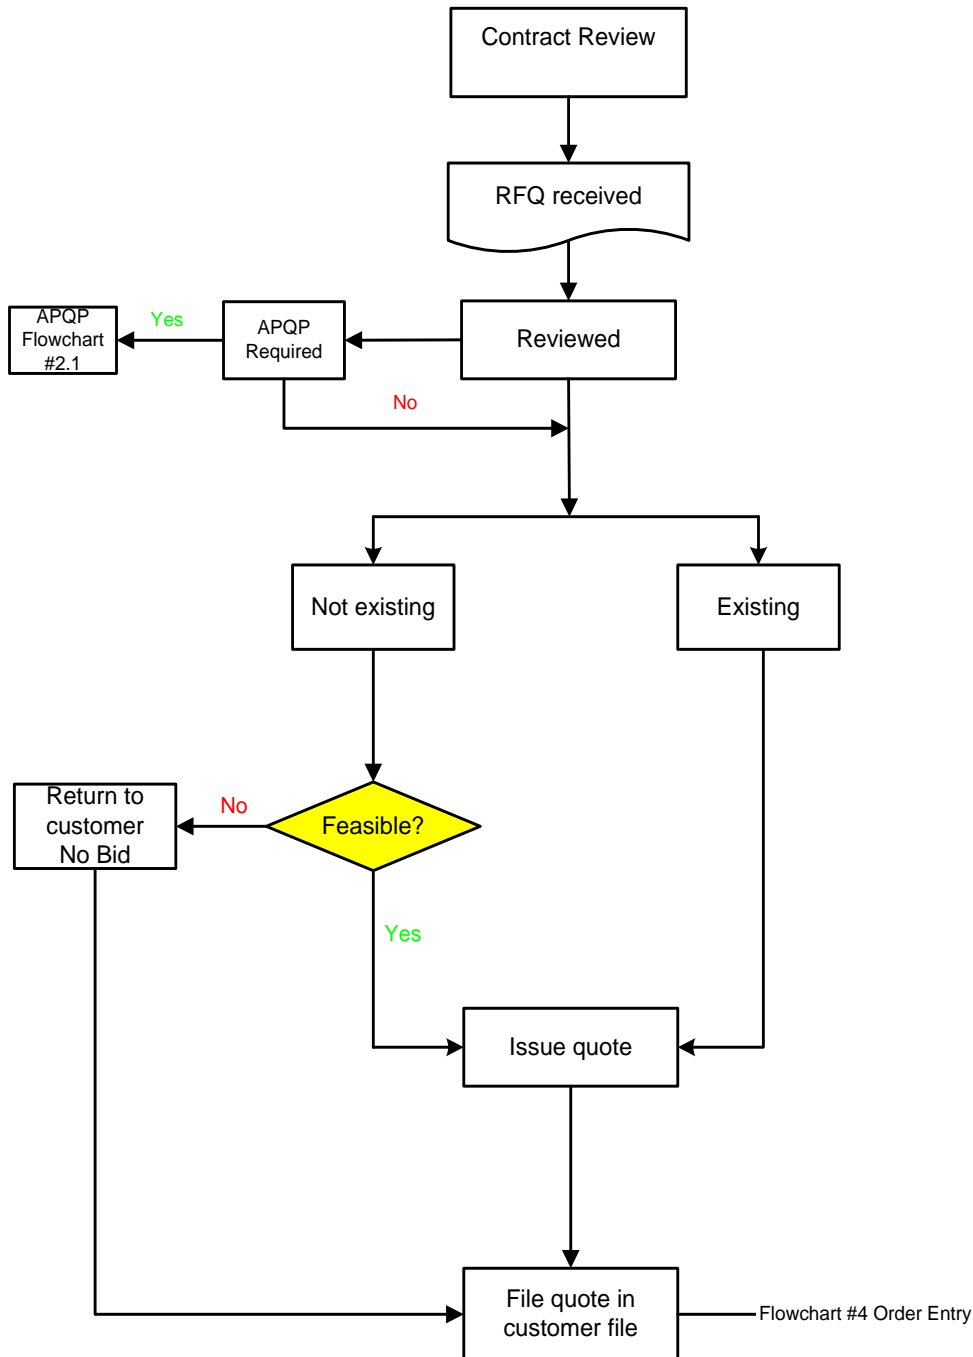 Contract Review
RFQ received
APQP
Flowchart
#2.1
Yes
APQP
Required
Reviewed
No
Not existing
Existing
Return to
customer
No Bid
No
Feasible?
Yes
Issue quote
File quote in
customer file
Flowchart #4 Order Entry